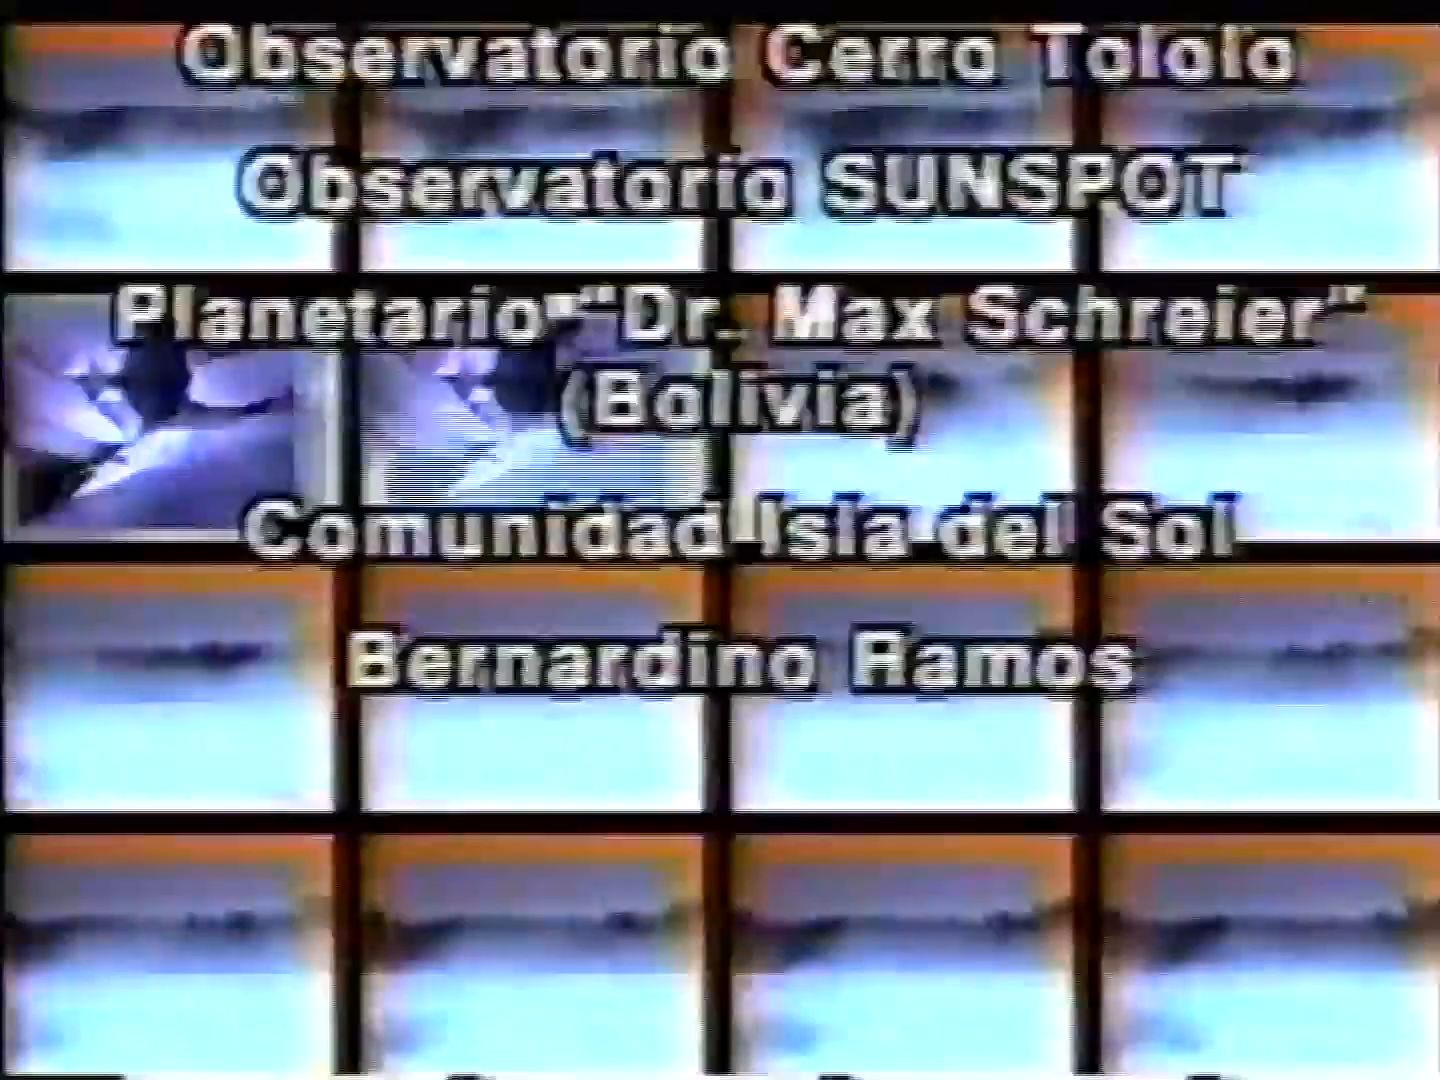 Observatorio Cerro Tololo
Observatorio SUNSPOT
Planetario "Dr. Max Schreier"
(Bolivia)
Comunidad Isla del Sol
Bernardino Ramos